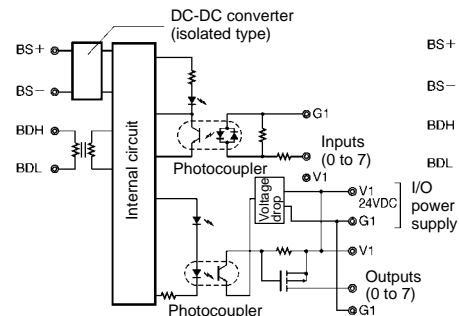 DC-DC converter
(isolated type)
BS+
BS−
BDH
BDL
Internal circuit
G1
Inputs
(0 to 7)
Photocoupler
V1
Voltage
drop
V1
24VDC
G1
I/O
power
supply
V1
Outputs
(0 to 7)
Photocoupler
G1
BS+
BS−
BDH
BDL